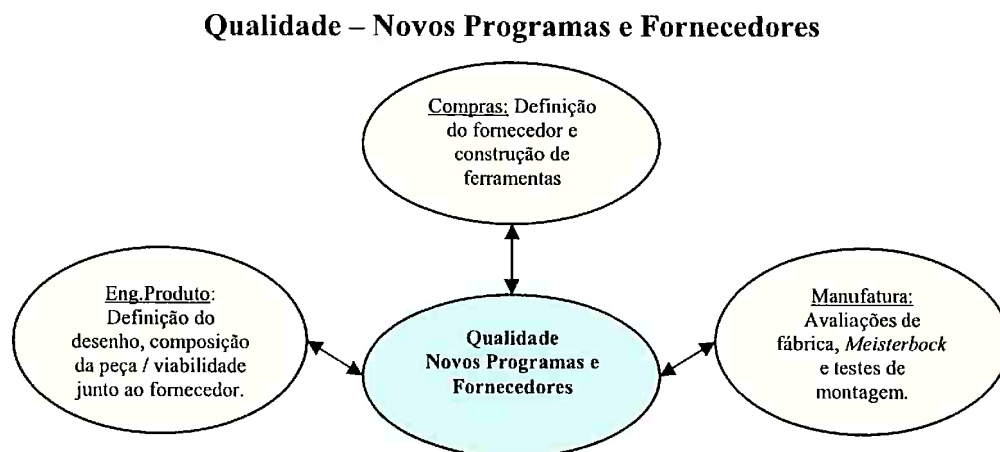 Qualidade – Novos Programas e Fornecedores
Compras: Definição
do fornecedor e
construção de
ferramentas
Eng.Produto:
Definição do
desenho, composição
da peça / viabilidade
junto ao fornecedor.
Qualidade
Novos Programas e
Fornecedores
Manufatura:
Avaliações de
fábrica, Meisterbock
e testes de
montagem.